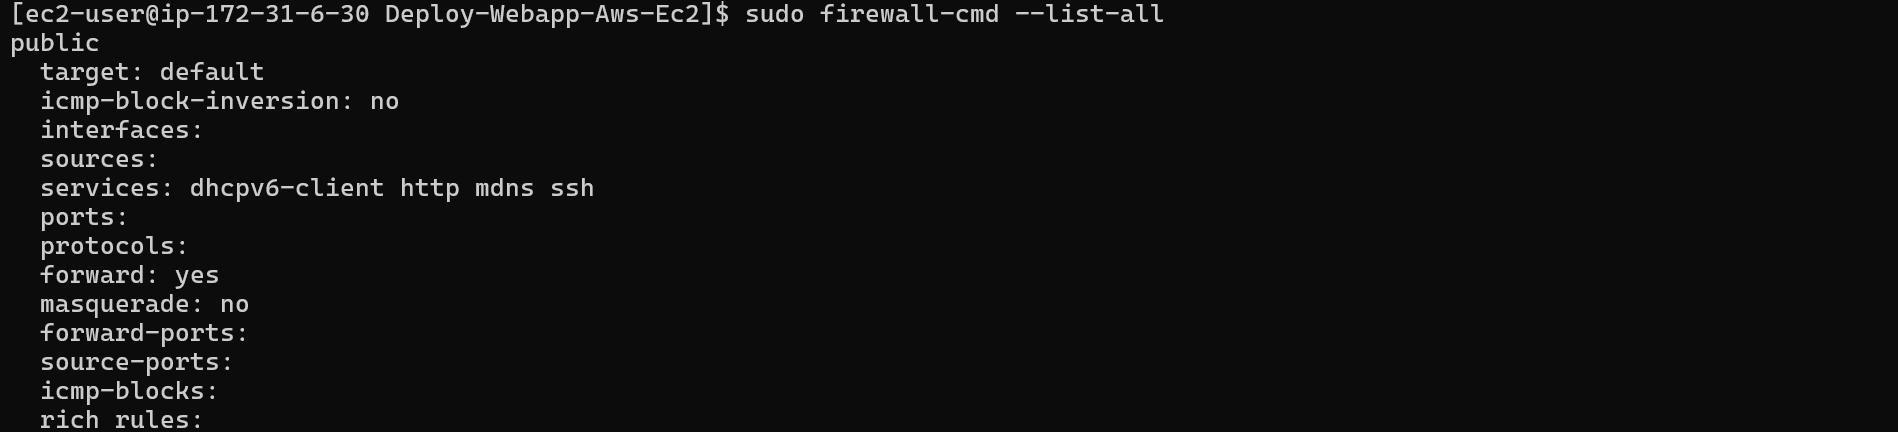 [ec2-user@ip-172-31-6-30 Deploy-Webapp-Aws-Ec2]$ sudo firewall-cmd --list-all
public
  target: default
  icmp-block-inversion: no
  interfaces:
  sources:
  services: dhcpv6-client http mdns ssh
  ports:
  protocols:
  forward: yes
  masquerade: no
  forward-ports:
  source-ports:
  icmp-blocks:
  rich rules: